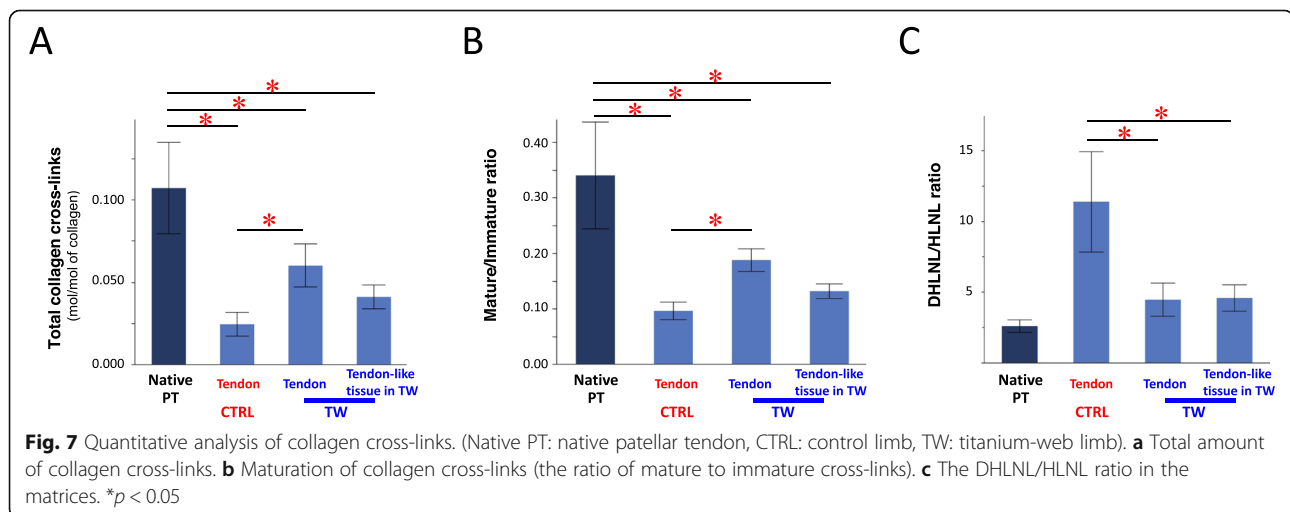 A
B
C
*
*
*
*
Total collagen cross-links
(mol/mol of collagen)
0.100
0.050
0.000
Native
PT
Tendon
CTRL
Tendon
Tendon-like
tissue in TW
TW
*
*
*
*
Mature/Immature ratio
0.40
0.30
0.20
0.10
0.00
Native
PT
Tendon
CTRL
Tendon
Tendon-like
tissue in TW
TW
*
*
DHLNL/HLNL ratio
15
10
5
Native
PT
Tendon
CTRL
Tendon
Tendon-like
tissue in TW
TW
Fig. 7 Quantitative analysis of collagen cross-links. (Native PT: native patellar tendon, CTRL: control limb, TW: titanium-web limb). a Total amount
of collagen cross-links. b Maturation of collagen cross-links (the ratio of mature to immature cross-links). c The DHLNL/HLNL ratio in the
matrices. *p < 0.05